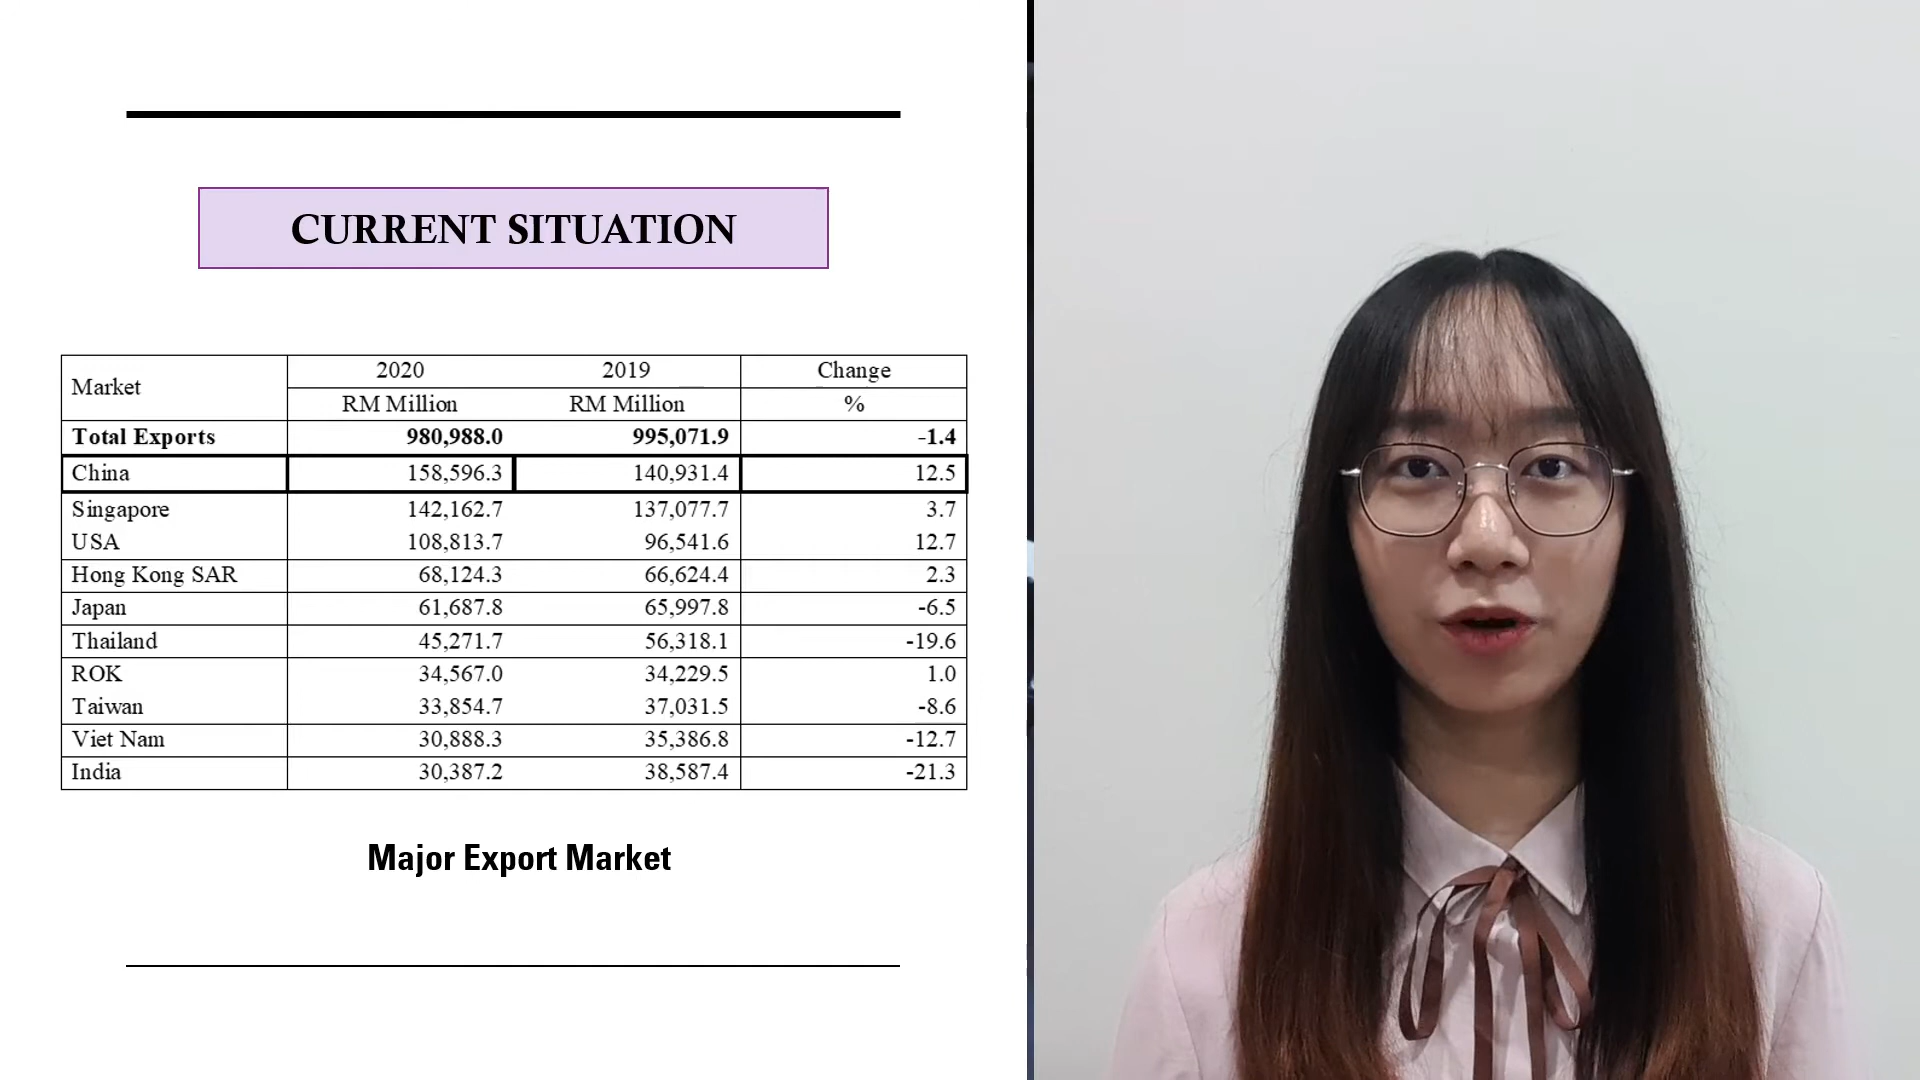 CURRENT SITUATION
Market 2020 2019 Change
RM Million RM Million %
Total Exports 980,988.0 995,071.9 -1.4
China 158,596.3 140,931.4 12.5
Singapore 142,162.7 137,077.7 3.7
USA 108,813.7 96,541.6 12.7
Hong Kong SAR 68,124.3 66,624.4 2.3
Japan 61,687.8 65,997.8 -6.5
Thailand 45,271.7 56,318.1 -19.6
ROK 34,567.0 34,229.5 1.0
Taiwan 33,854.7 37,031.5 -8.6
Viet Nam 30,888.3 35,386.8 -12.7
India 30,387.2 38,587.4 -21.3
Major Export Market